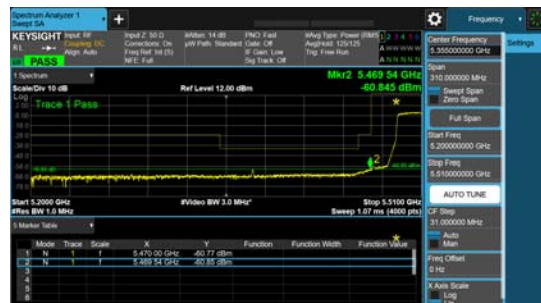 Spectrum Analyzer 1
Swept SA
+
Frequency
KEYSIGHT
Input: RF
Coupling: DC
Align: Auto
Input Z: 50 Ω
Corrections: On
Freq Ref: Int (S)
NFE: Full
#Atten: 14 dB
µW Path: Standard
PNO: Fast
Gate: Off
IF Gain: Low
Sig Track: Off
#Avg Type: Power (RMS)
Avg|Hold: 125/125
Trig: Free Run
PASS
1 Spectrum
Scale/Div 10 dB
Ref Level 12.00 dBm
Mkr2 5.469 54 GHz
-60.845 dBm
Log
Trace 1 Pass
2
Start 5.2000 GHz
#Res BW 1.0 MHz
#Video BW 3.0 MHz*
Stop 5.5100 GHz
Sweep 1.07 ms (4000 pts)
5 Marker Table
Mode Trace Scale X Y Function Function Width Function Value
1 N 1 f 5.470 00 GHz -60.77 dBm
2 N 1 f 5.469 54 GHz -60.85 dBm
3
4
5
6
Center Frequency
5.355000000 GHz
Settings
Span
310.000000 MHz
Swept Span
Zero Span
Full Span
Start Freq
5.200000000 GHz
Stop Freq
5.510000000 GHz
AUTO TUNE
CF Step
31.000000 MHz
Auto
Man
Freq Offset
0 Hz
X Axis Scale
Log